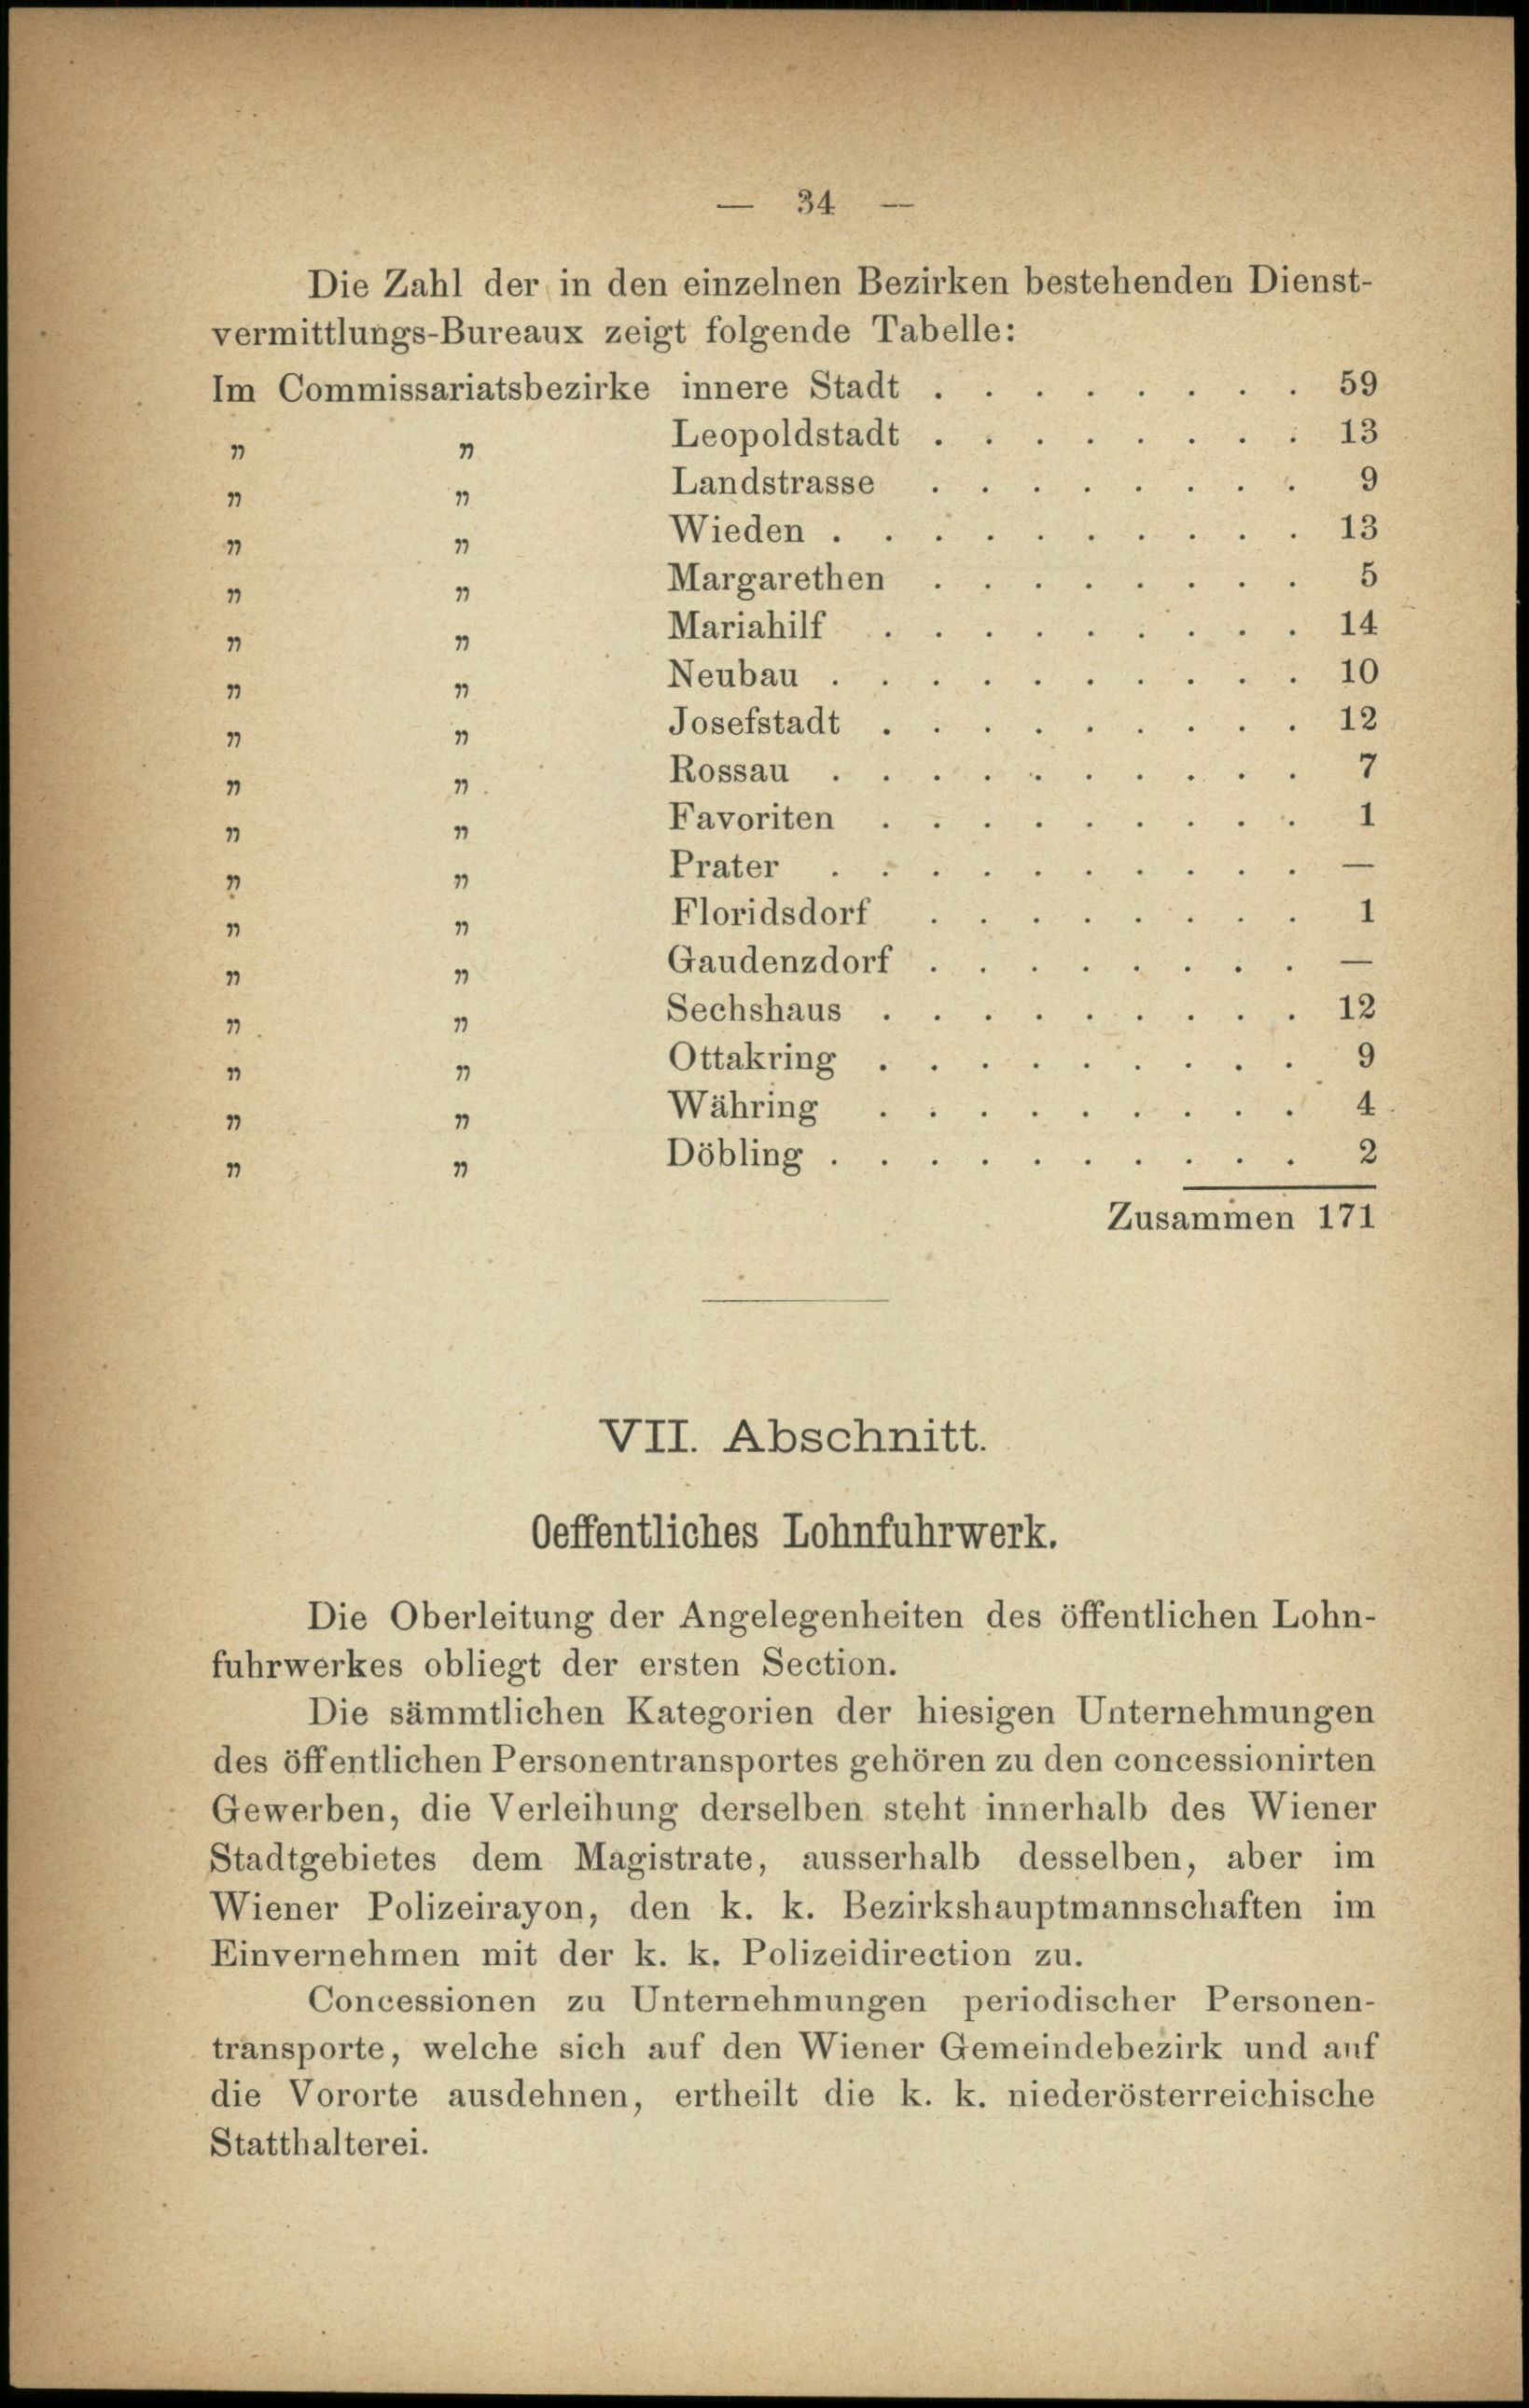 — 34 —
Die Zahl der in den einzelnen Bezirken bestehenden Dienst-
vermittlungs-Bureaux zeigt folgende Tabelle:
Im Commissariatsbezirke innere Stadt . . . . . . . . 59
„ „ Leopoldstadt . . . . . . . . 13
„ „ Landstrasse . . . . . . . . 9
„ „ Wieden . . . . . . . . . . 13
„ „ Margarethen . . . . . . . . 5
„ „ Mariahilf . . . . . . . . . 14
„ „ Neubau . . . . . . . . . . 10
„ „ Josefstadt . . . . . . . . . 12
„ „ Rossau . . . . . . . . . . 7
„ „ Favoriten . . . . . . . . . 1
„ „ Prater . . . . . . . . . . —
„ „ Floridsdorf . . . . . . . . 1
„ „ Gaudenzdorf . . . . . . . . —
„ „ Sechshaus . . . . . . . . . 12
„ „ Ottakring . . . . . . . . . 9
„ „ Währing . . . . . . . . . 4
„ „ Döbling . . . . . . . . . . 2
Zusammen 171
VII. Abschnitt.
Oeffentliches Lohnfuhrwerk.
Die Oberleitung der Angelegenheiten des öffentlichen Lohn-
fuhrwerkes obliegt der ersten Section.
Die sämmtlichen Kategorien der hiesigen Unternehmungen
des öffentlichen Personentransportes gehören zu den concessionirten
Gewerben, die Verleihung derselben steht innerhalb des Wiener
Stadtgebietes dem Magistrate, ausserhalb desselben, aber im
Wiener Polizeirayon, den k. k. Bezirkshauptmannschaften im
Einvernehmen mit der k. k. Polizeidirection zu.
Concessionen zu Unternehmungen periodischer Personen-
transporte, welche sich auf den Wiener Gemeindebezirk und auf
die Vororte ausdehnen, ertheilt die k. k. niederösterreichische
Statthalterei.